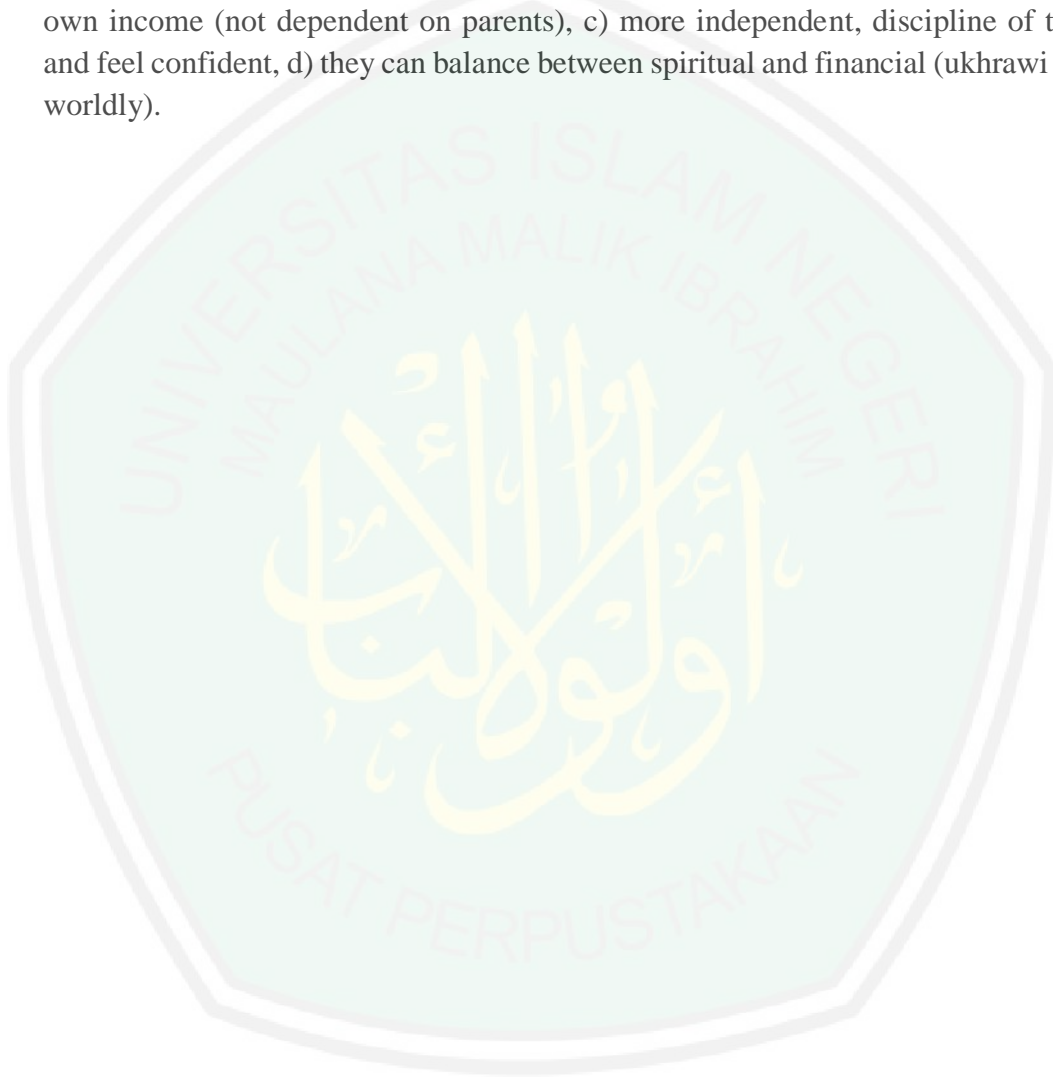 own income (not dependent on parents), c) more independent, discipline of
and feel confident, d) they can balance between spiritual and financial (ukhrawi
worldly).
UNIVERSITAS ISLAM NEGERI
MAULANA MALIK IBRAHIM
PUSAT PERPUSTAKAAN